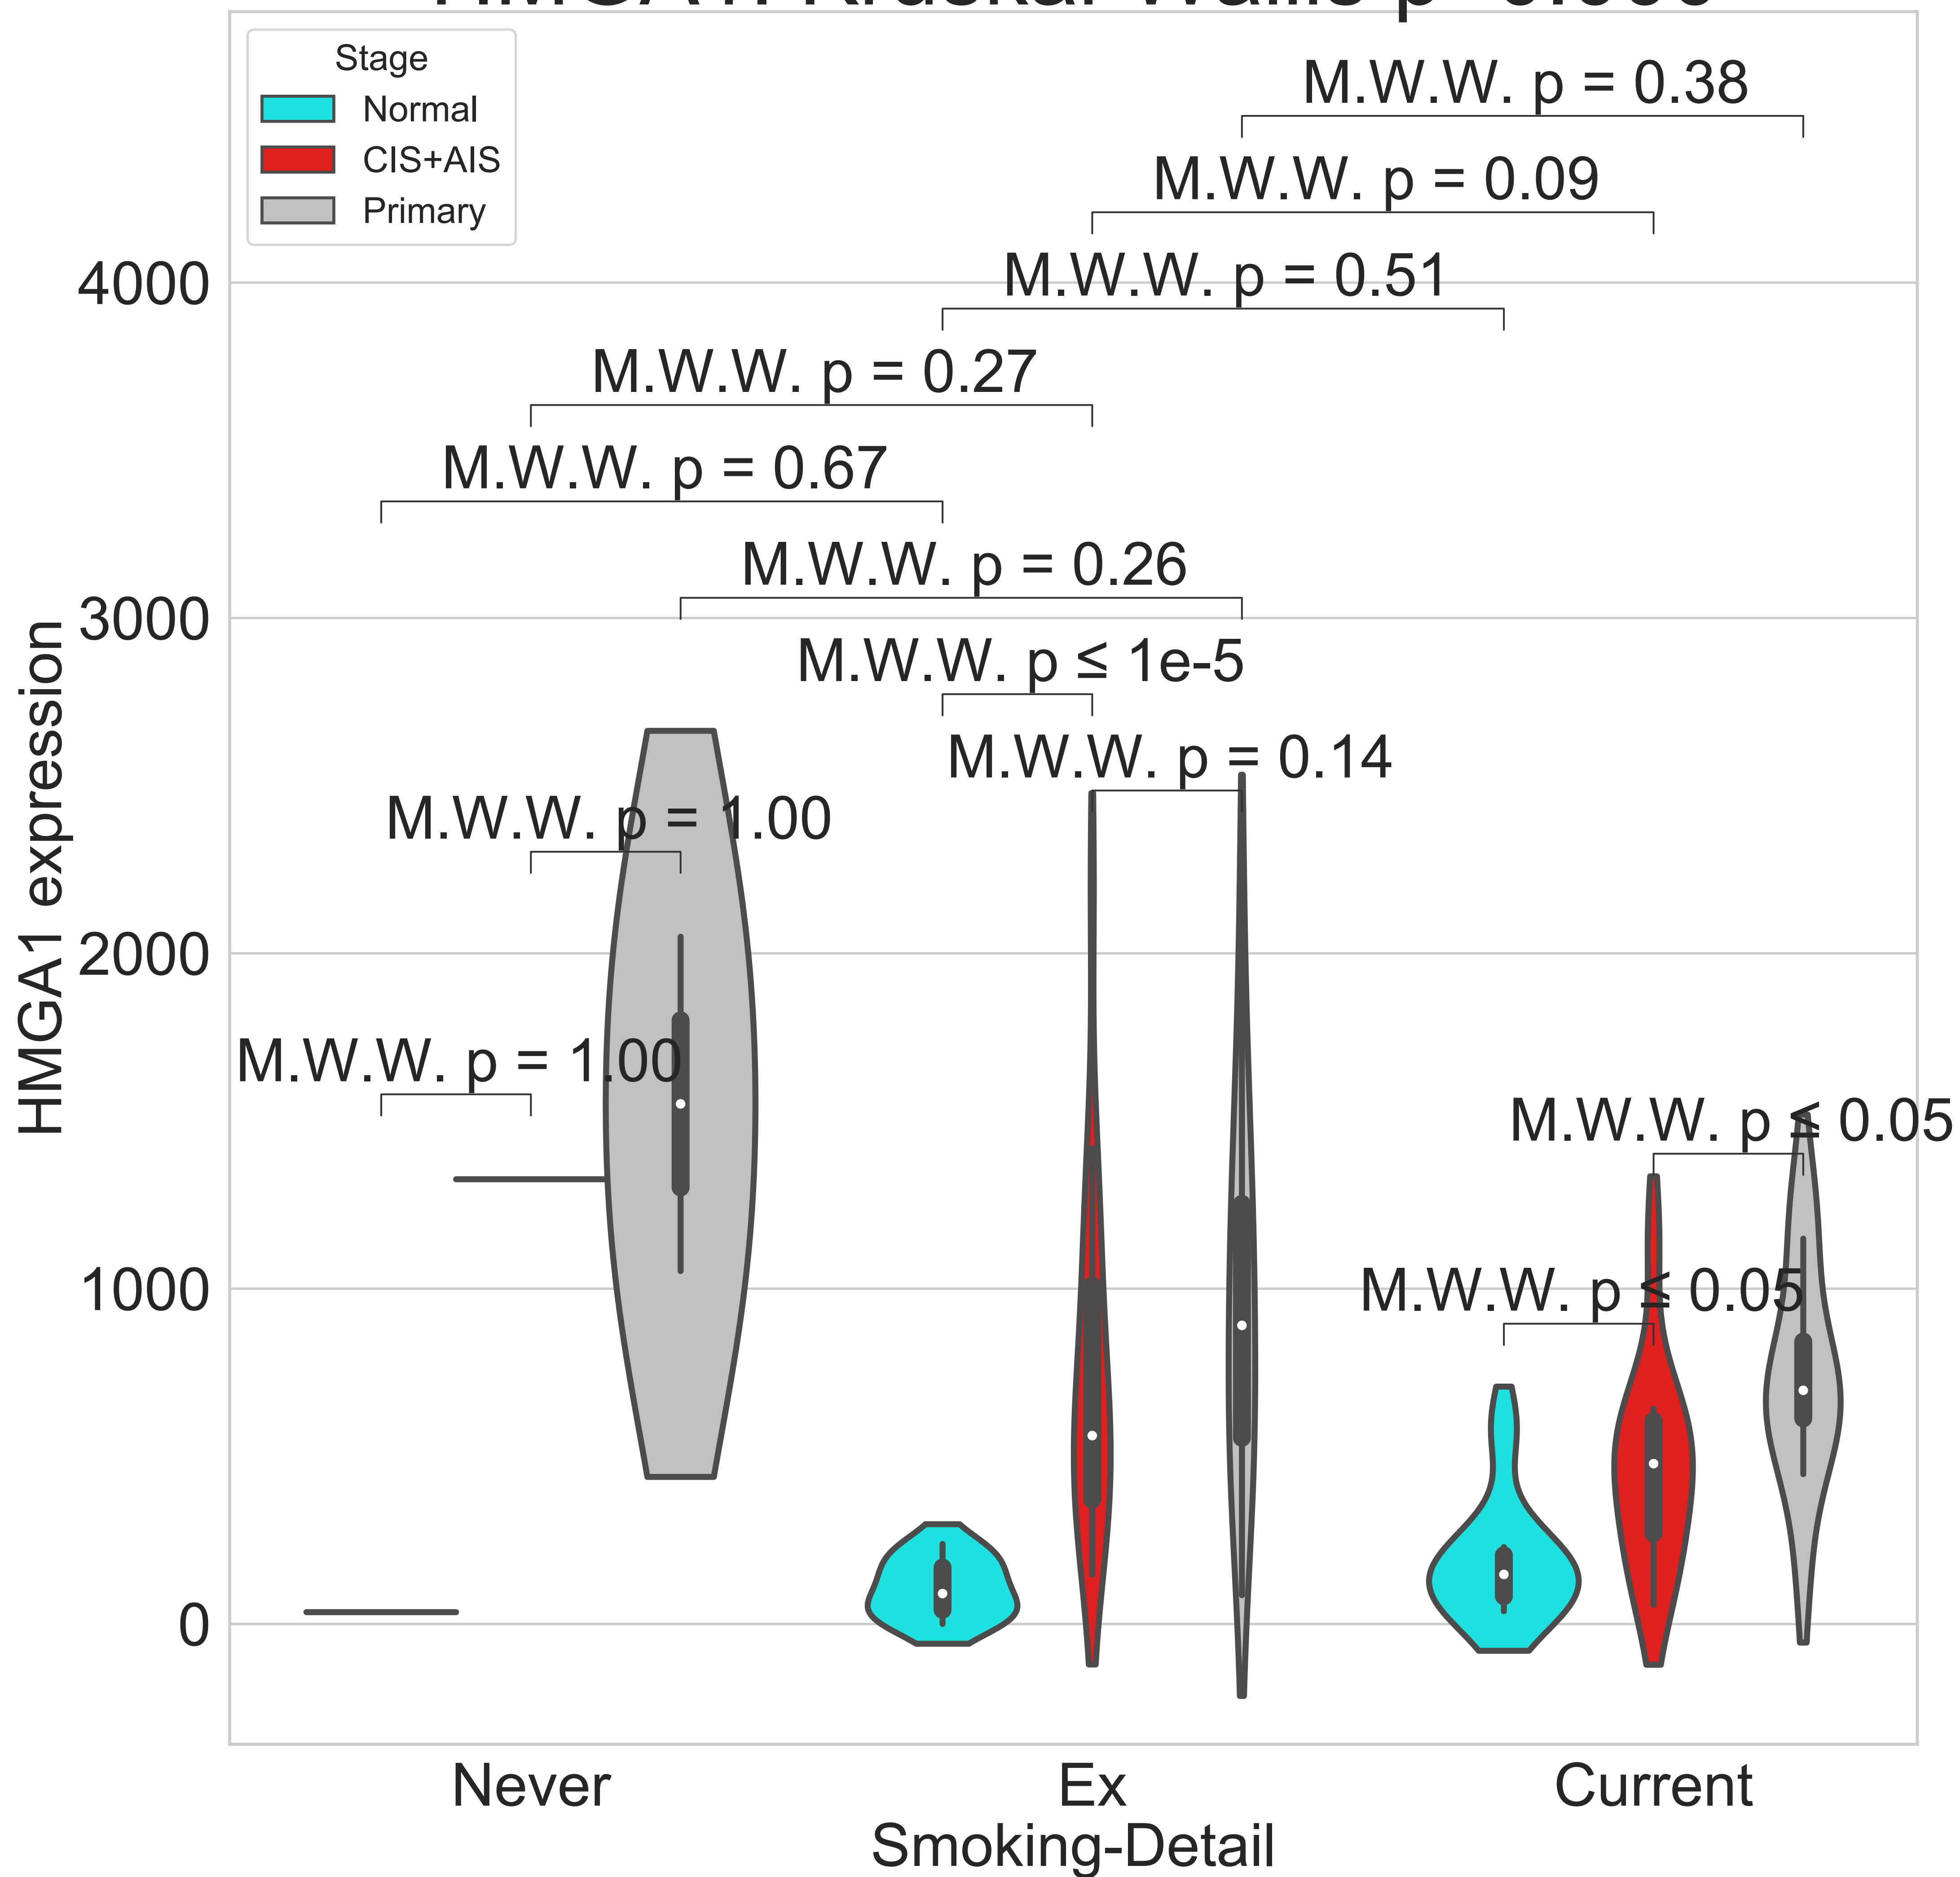 Stage
Normal
CIS+AIS
Primary
M.W.W. p = 0.38
M.W.W. p = 0.09
M.W.W. p = 0.51
M.W.W. p = 0.27
M.W.W. p = 0.67
M.W.W. p = 0.26
M.W.W. p ≤ 1e-5
M.W.W. p = 0.14
M.W.W. p = 1.00
M.W.W. p = 1.00
M.W.W. p ≤ 0.05
M.W.W. p ≤ 0.05
4000
3000
2000
1000
0
HMGA1 expression
Never
Ex
Current
Smoking-Detail